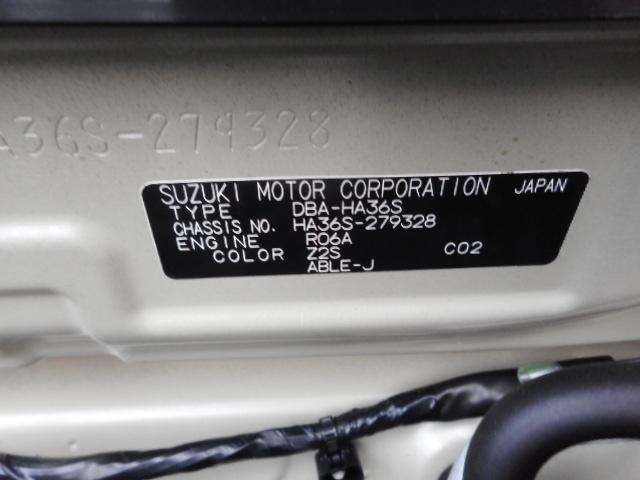 A36S-279328
SUZUKI MOTOR CORPORATION JAPAN
TYPE DBA-HA36S
CHASSIS NO. HA36S-279328
ENGINE R06A
COLOR Z2S C02
ABLE-J